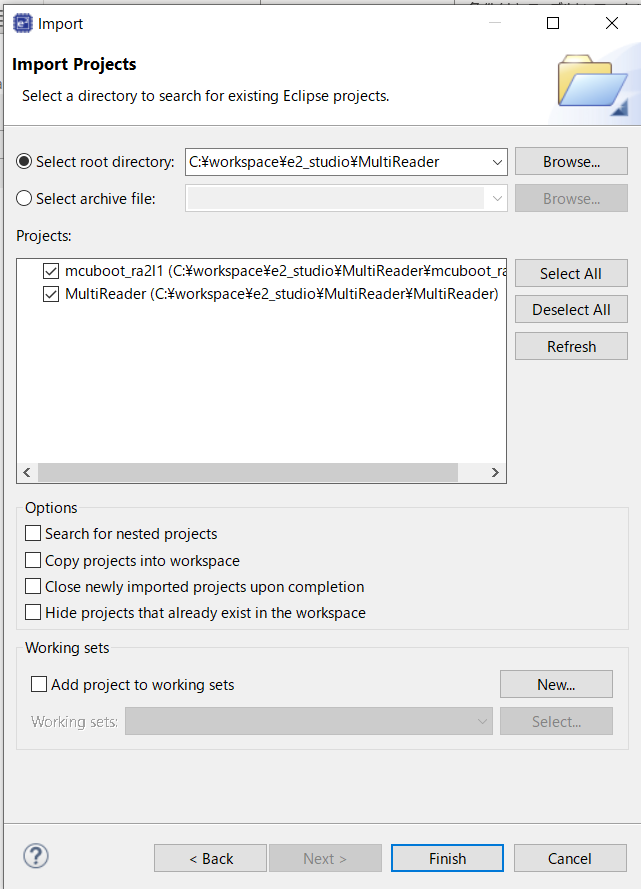 Import
Import Projects
Select a directory to search for existing Eclipse projects.
Select root directory: C:¥workspace¥e2_studio¥MultiReader Browse...
Select archive file: Browse...
Projects:
mcuboot_ra2l1 (C:¥workspace¥e2_studio¥MultiReader¥mcuboot_ra
MultiReader (C:¥workspace¥e2_studio¥MultiReader¥MultiReader)
Select All
Deselect All
Refresh
Options
Search for nested projects
Copy projects into workspace
Close newly imported projects upon completion
Hide projects that already exist in the workspace
Working sets
Add project to working sets New...
Working sets: Select...
? < Back Next > Finish Cancel